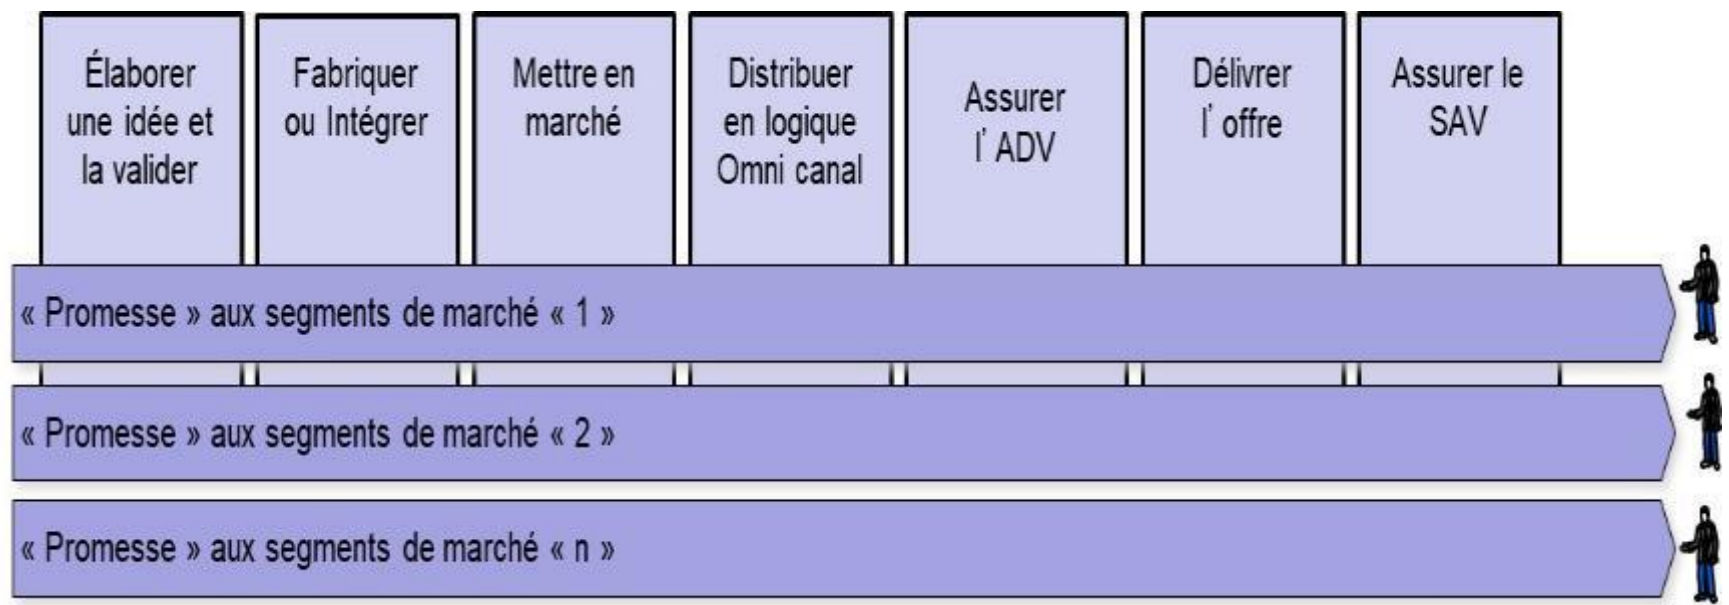 Élaborer
une idée et
la valider
Fabriquer
ou Intégrer
Mettre en
marché
Distribuer
en logique
Omni canal
Assurer
l’ ADV
Délivrer
l’ offre
Assurer le
SAV
« Promesse » aux segments de marché « 1 »
« Promesse » aux segments de marché « 2 »
« Promesse » aux segments de marché « n »